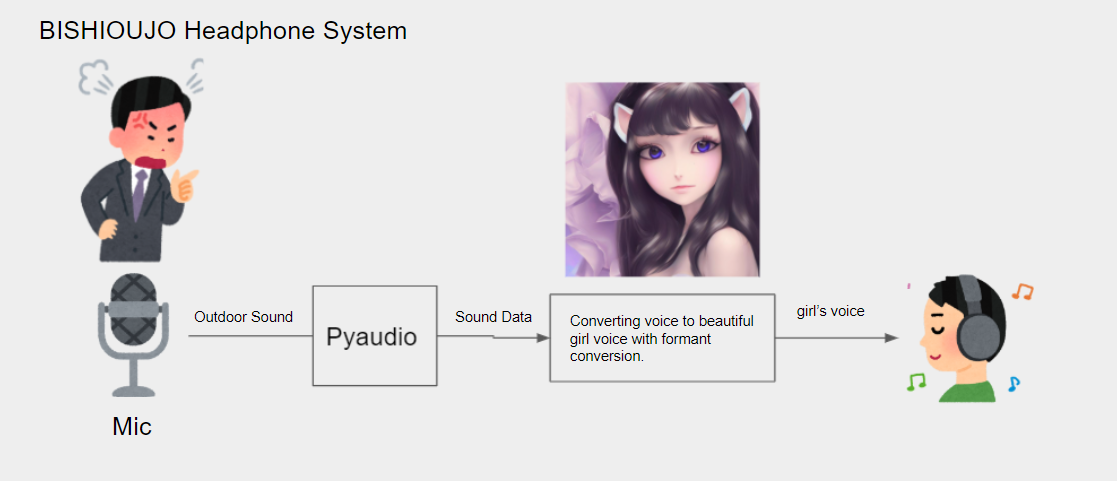 BISHIOUJO Headphone System
Outdoor Sound
Pyaudio
Sound Data
Converting voice to beautiful
girl voice with formant
conversion.
girl's voice
Mic